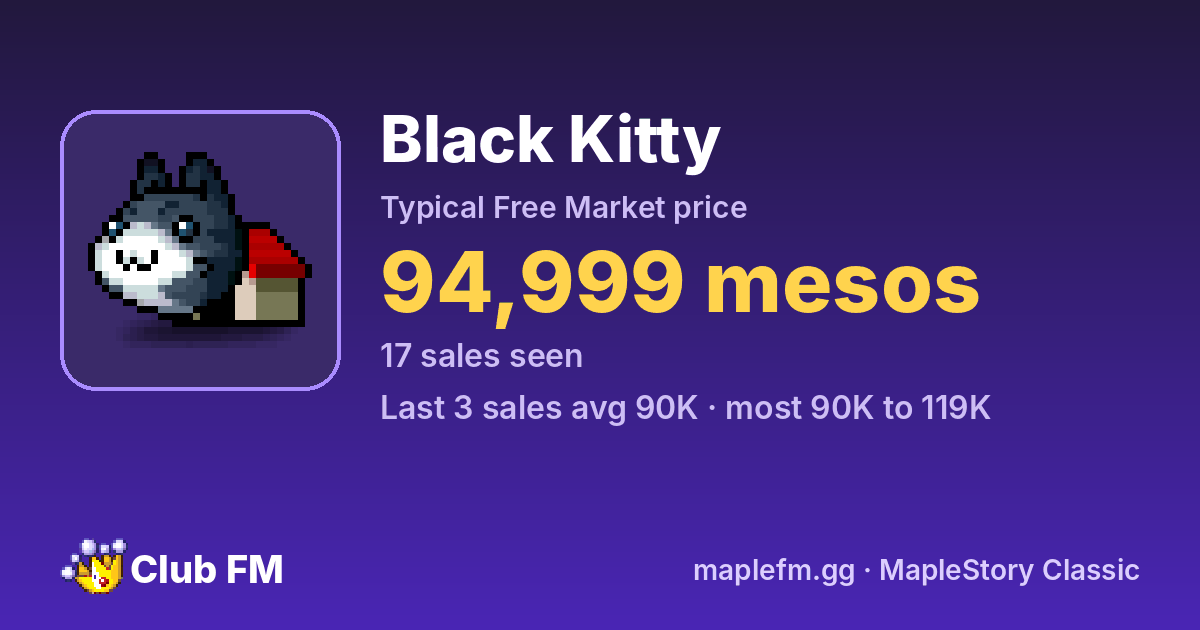 Black Kitty
Typical Free Market price
94,999 mesos
17 sales seen
Last 3 sales avg 90K · most 90K to 119K
Club FM
maplefm.gg · MapleStory Classic